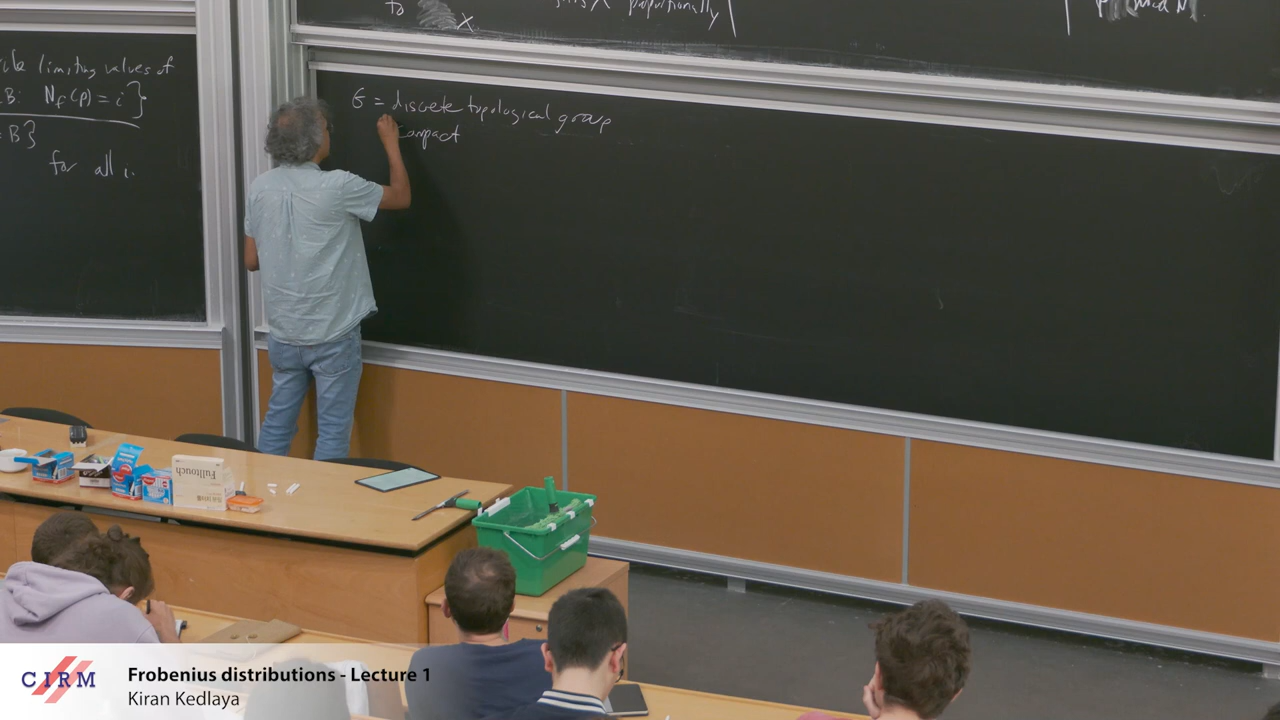 to X
proportionally
limiting values of
B: N_f(p) = i }
= B}
for all i.
G = discrete topological group
compact
Fulltouch
CIRM
Frobenius distributions - Lecture 1
Kiran Kedlaya